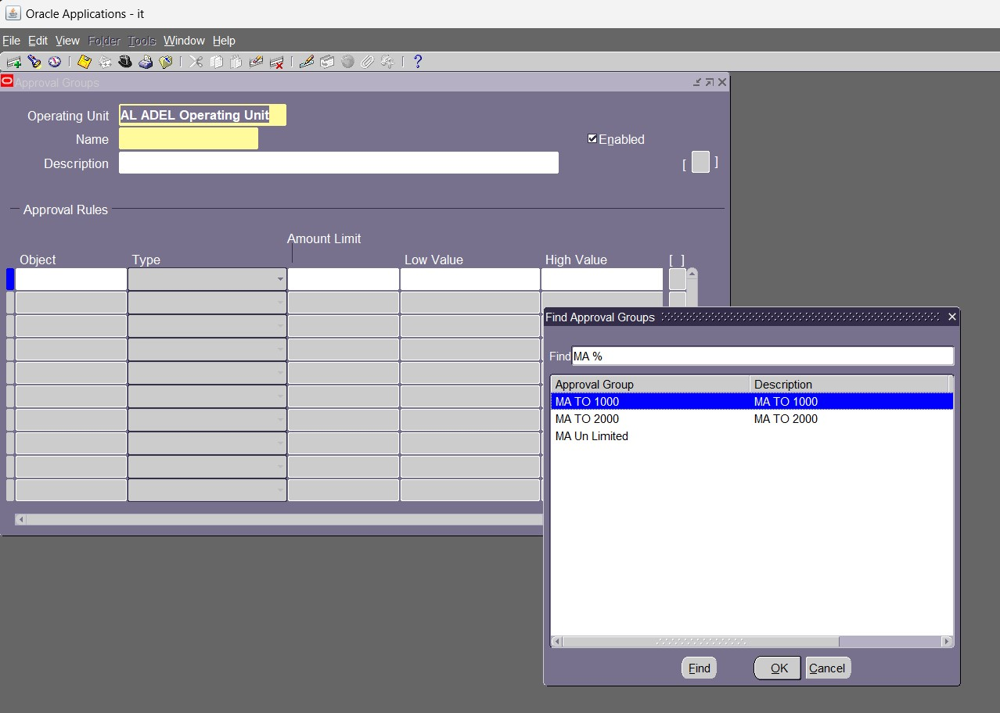 Oracle Applications - it
File Edit View Folder Tools Window Help
?
Approval Groups
Operating Unit AL ADEL Operating Unit
Name
Enabled
Description
[ ]
Approval Rules
Amount Limit
Object Type Low Value High Value [ ]
Find Approval Groups
Find MA %
Approval Group Description
MA TO 1000 MA TO 1000
MA TO 2000 MA TO 2000
MA Un Limited
Find OK Cancel